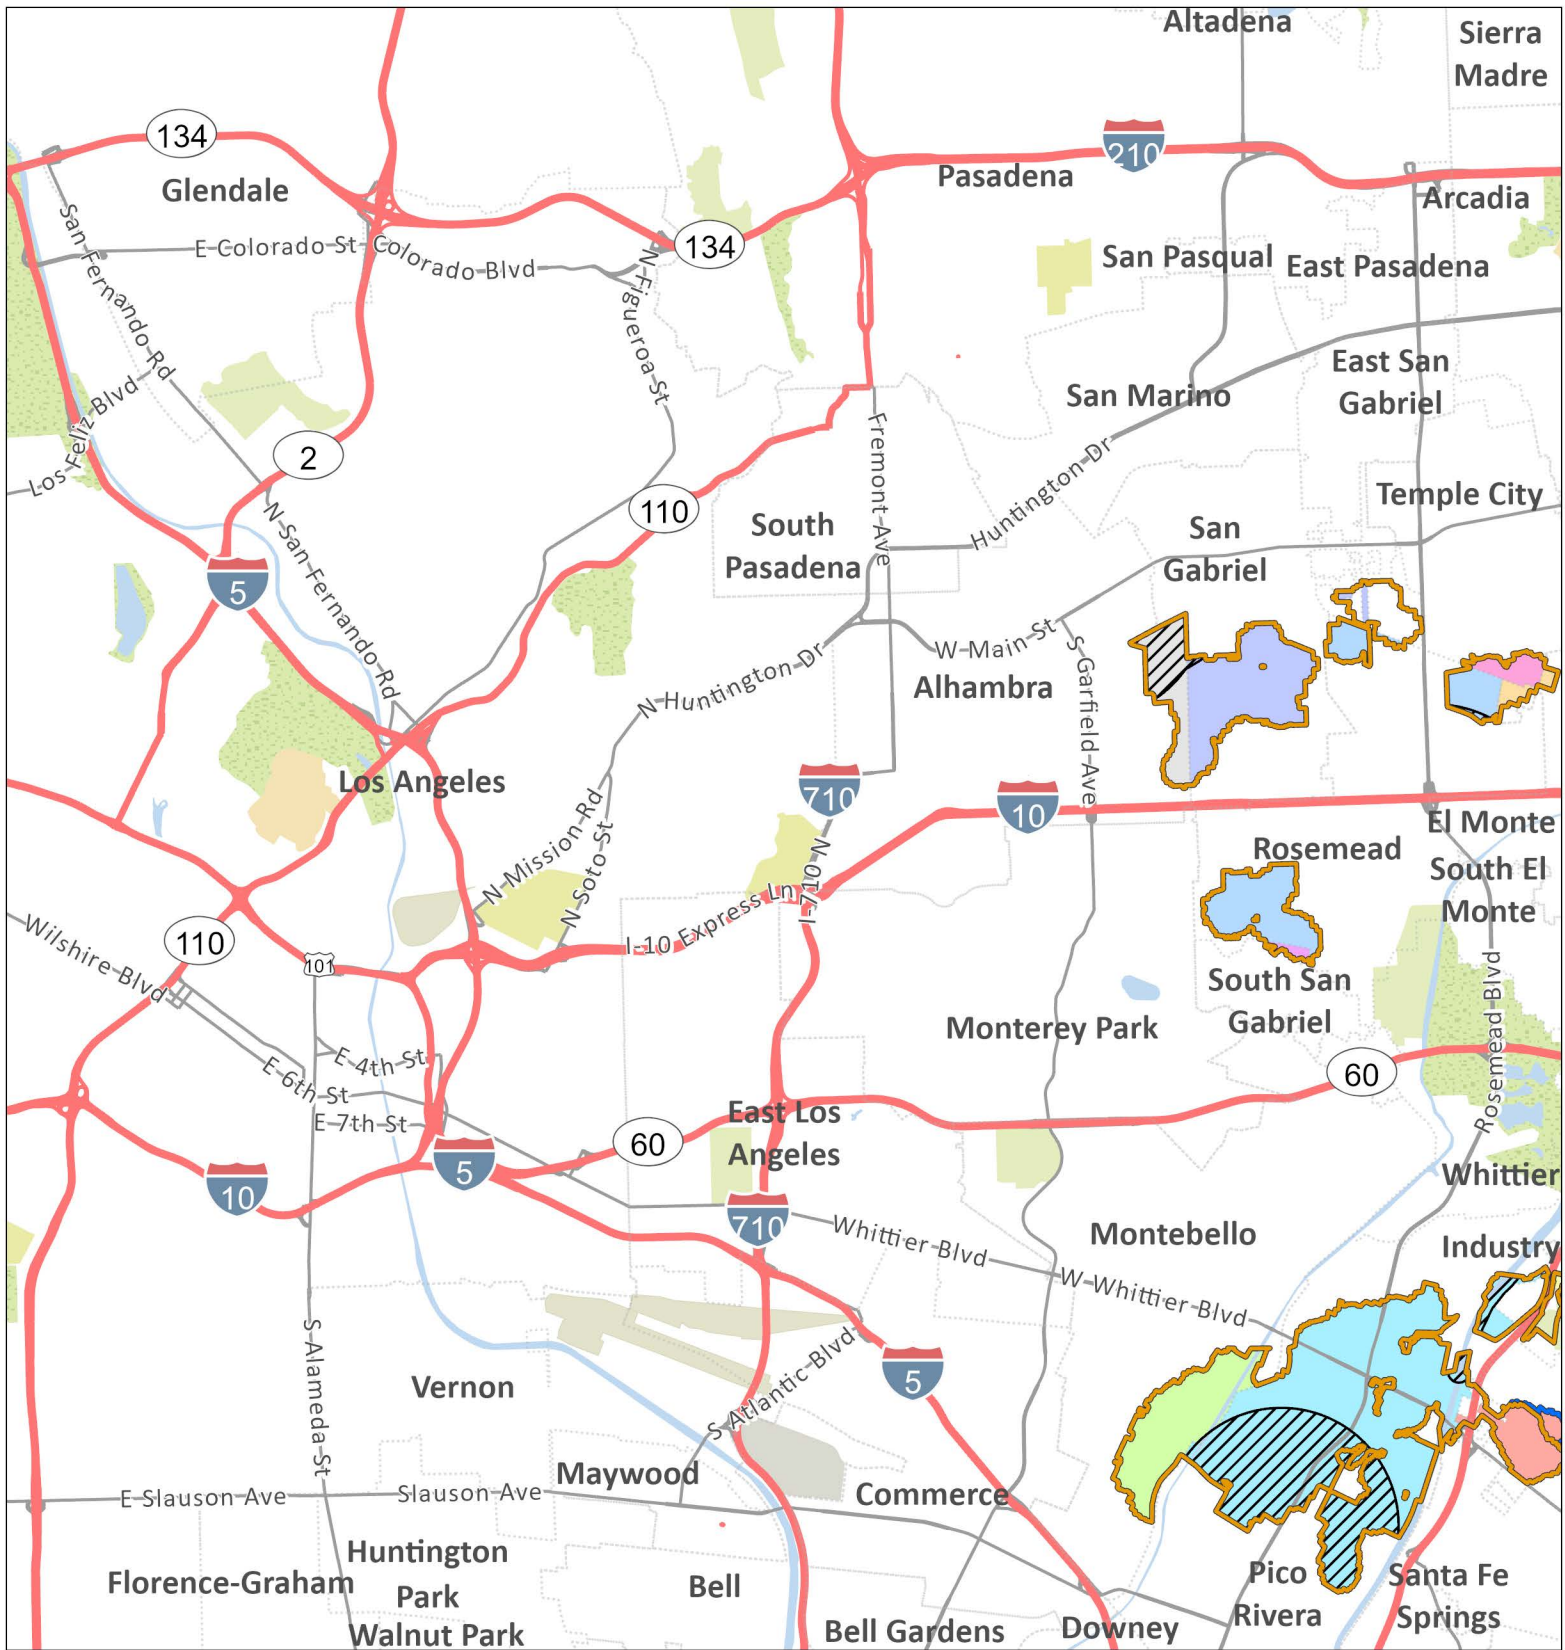 Altadena
Sierra
Madre
134
210
Glendale
Pasadena
Arcadia
San Fernando Rd
E Colorado St
Colorado Blvd
134
N Figueroa St
San Pasqual
East Pasadena
East San
Gabriel
San Marino
Los Feliz Blvd
Fremont Ave
2
Huntington Dr
Temple City
110
N San Fernando Rd
South
Pasadena
San
Gabriel
5
W Main St
S Garfield Ave
N Huntington Dr
Alhambra
Los Angeles
710
10
El Monte
N Mission Rd
N Soto St
I-710 N
Rosemead
South El
Monte
I-10 Express Ln
110
Wilshire Blvd
101
South San
Gabriel
Rosemead Blvd
Monterey Park
E 4th St
E 6th St
E 7th St
60
East Los
Angeles
60
5
10
Whittier
710
Whittier Blvd
Montebello
Industry
W Whittier Blvd
S Alameda St
5
S Atlantic Blvd
Vernon
Maywood
Commerce
E Slauson Ave
Slauson Ave
Huntington
Park
Florence-Graham
Bell
Pico
Rivera
Santa Fe
Springs
Walnut Park
Bell Gardens
Downey